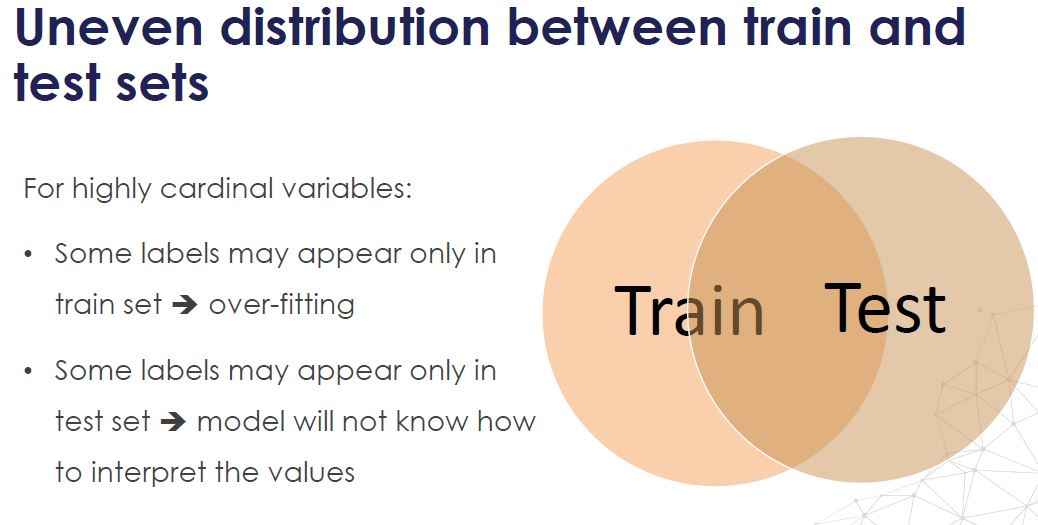 Uneven distribution between train and
test sets
For highly cardinal variables:
• Some labels may appear only in
train set ➔ over-fitting
• Some labels may appear only in
test set ➔ model will not know how
to interpret the values
Train
Test